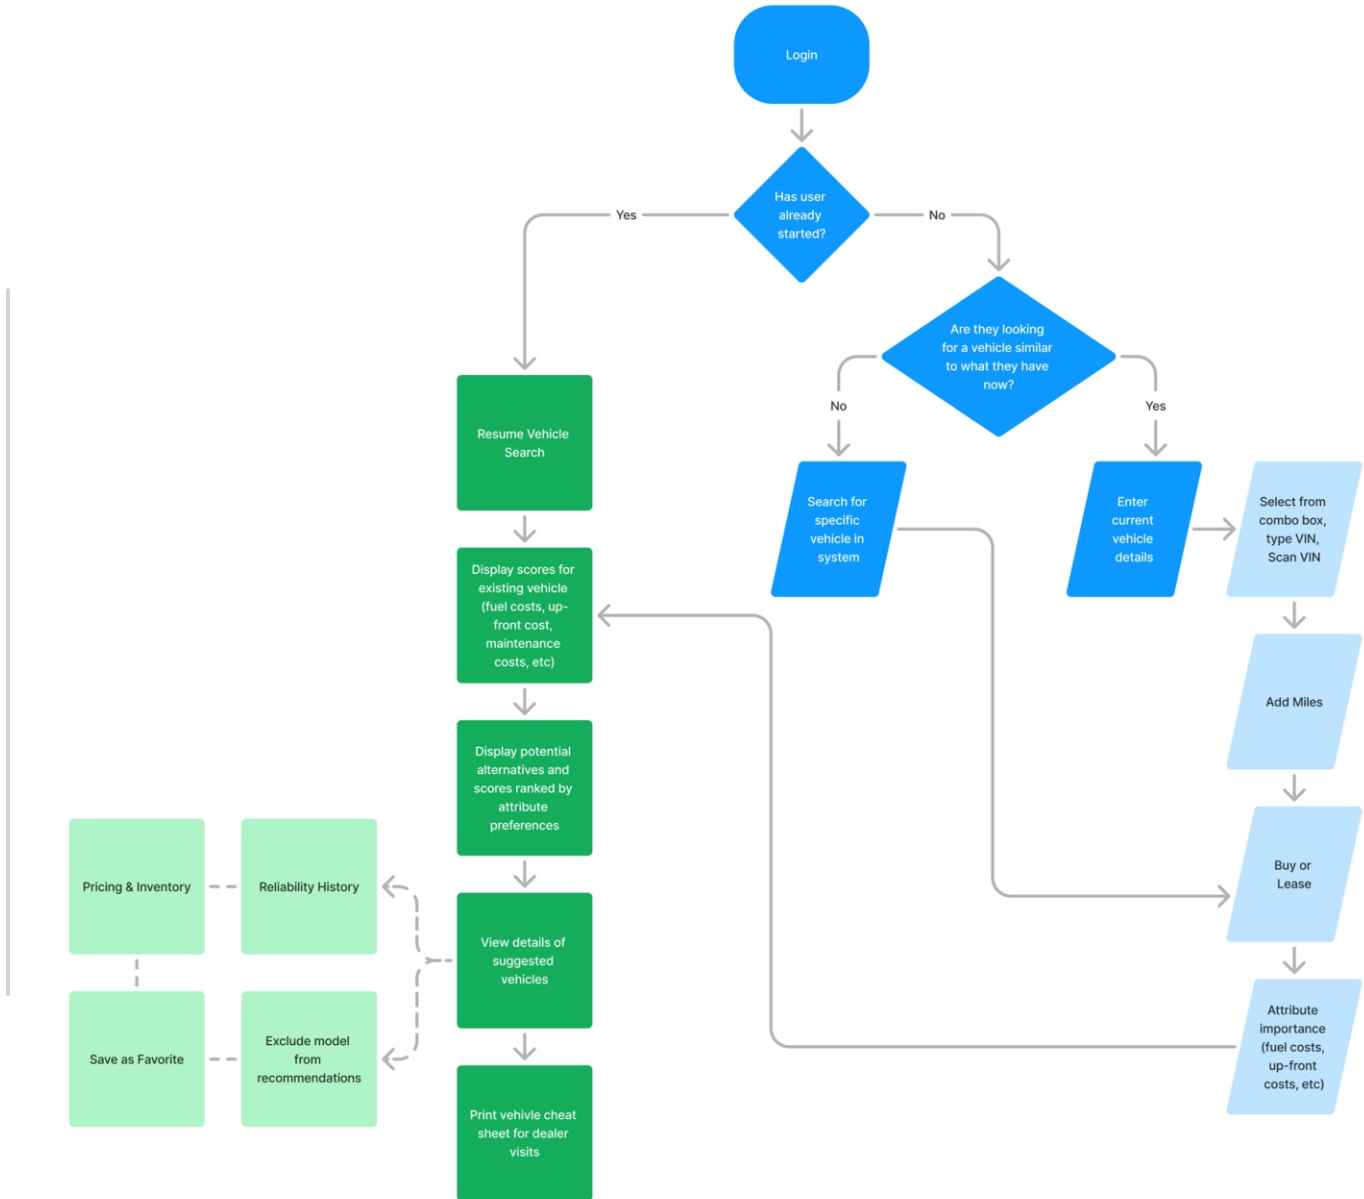 Login
Has user
already
started?
Yes
No
Are they looking
for a vehicle similar
to what they have
now?
No
Yes
Resume Vehicle
Search
Search for
specific
vehicle in
system
Enter
current
vehicle
details
Select from
combo box,
type VIN,
Scan VIN
Display scores for
existing vehicle
(fuel costs, up-
front cost,
maintenance
costs, etc)
Add Miles
Display potential
alternatives and
scores ranked by
attribute
preferences
Buy or
Lease
Pricing & Inventory
Reliability History
View details of
suggested
vehicles
Attribute
importance
(fuel costs,
up-front
costs, etc)
Save as Favorite
Exclude model
from
recommendations
Print vehivle cheat
sheet for dealer
visits